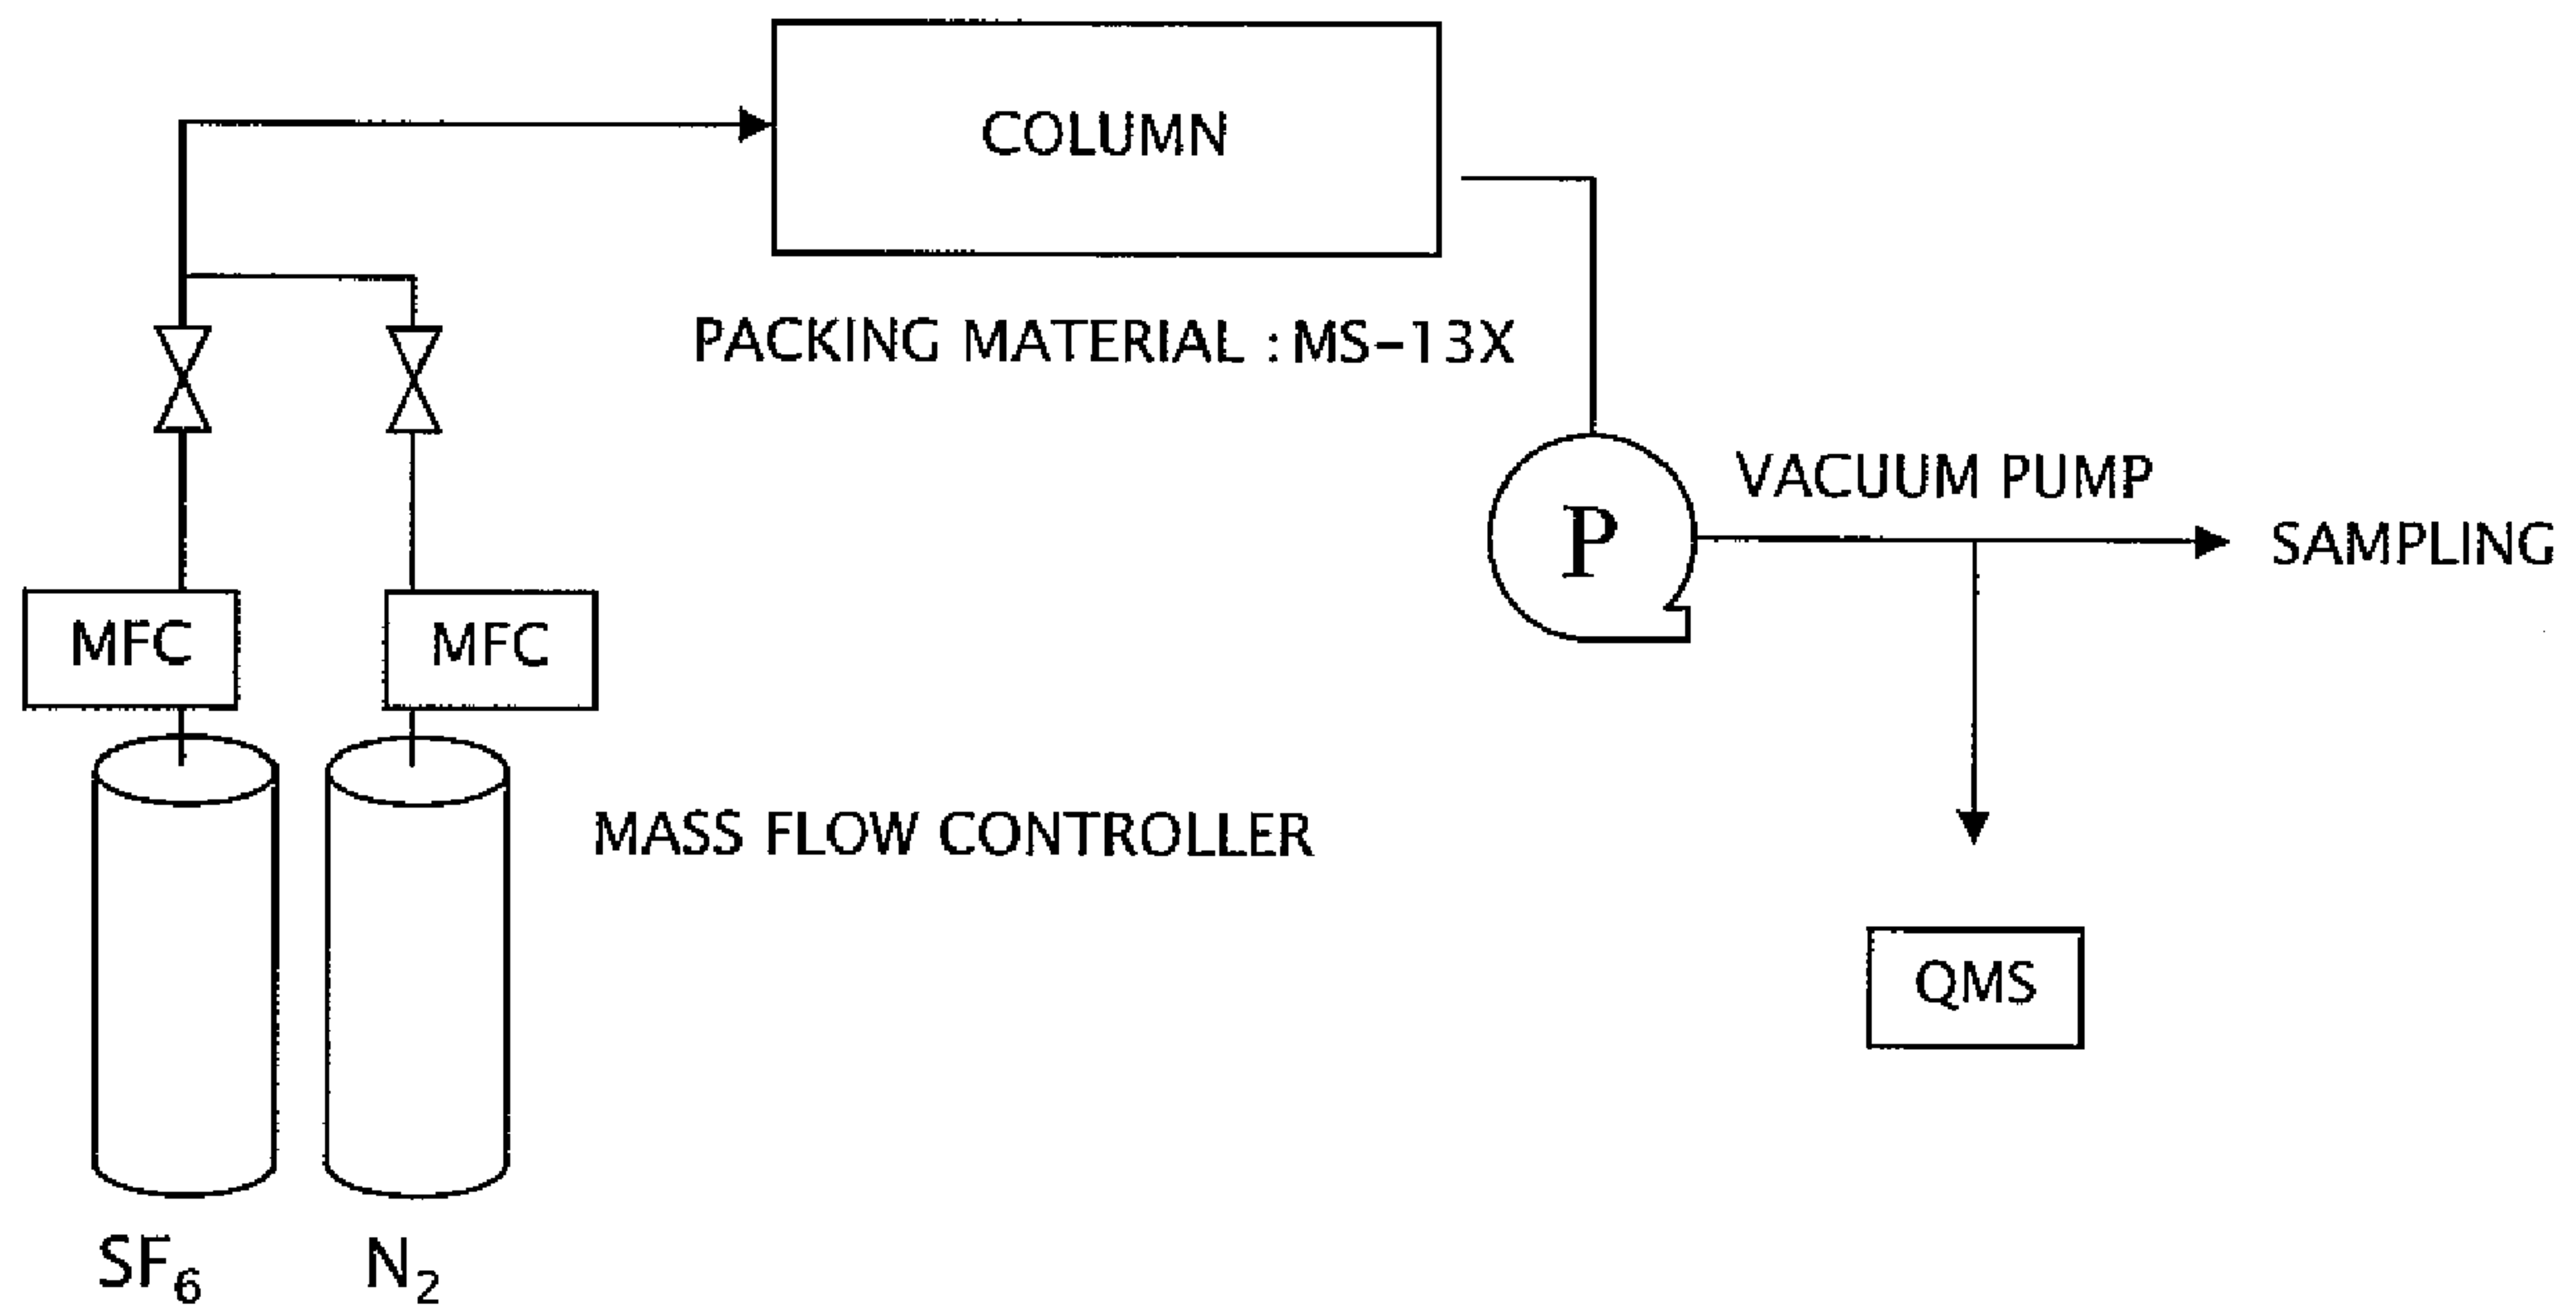 COLUMN
PACKING MATERIAL : MS-13X
VACUUM PUMP
P
SAMPLING
MFC
MFC
MASS FLOW CONTROLLER
QMS
SF₆
N₂